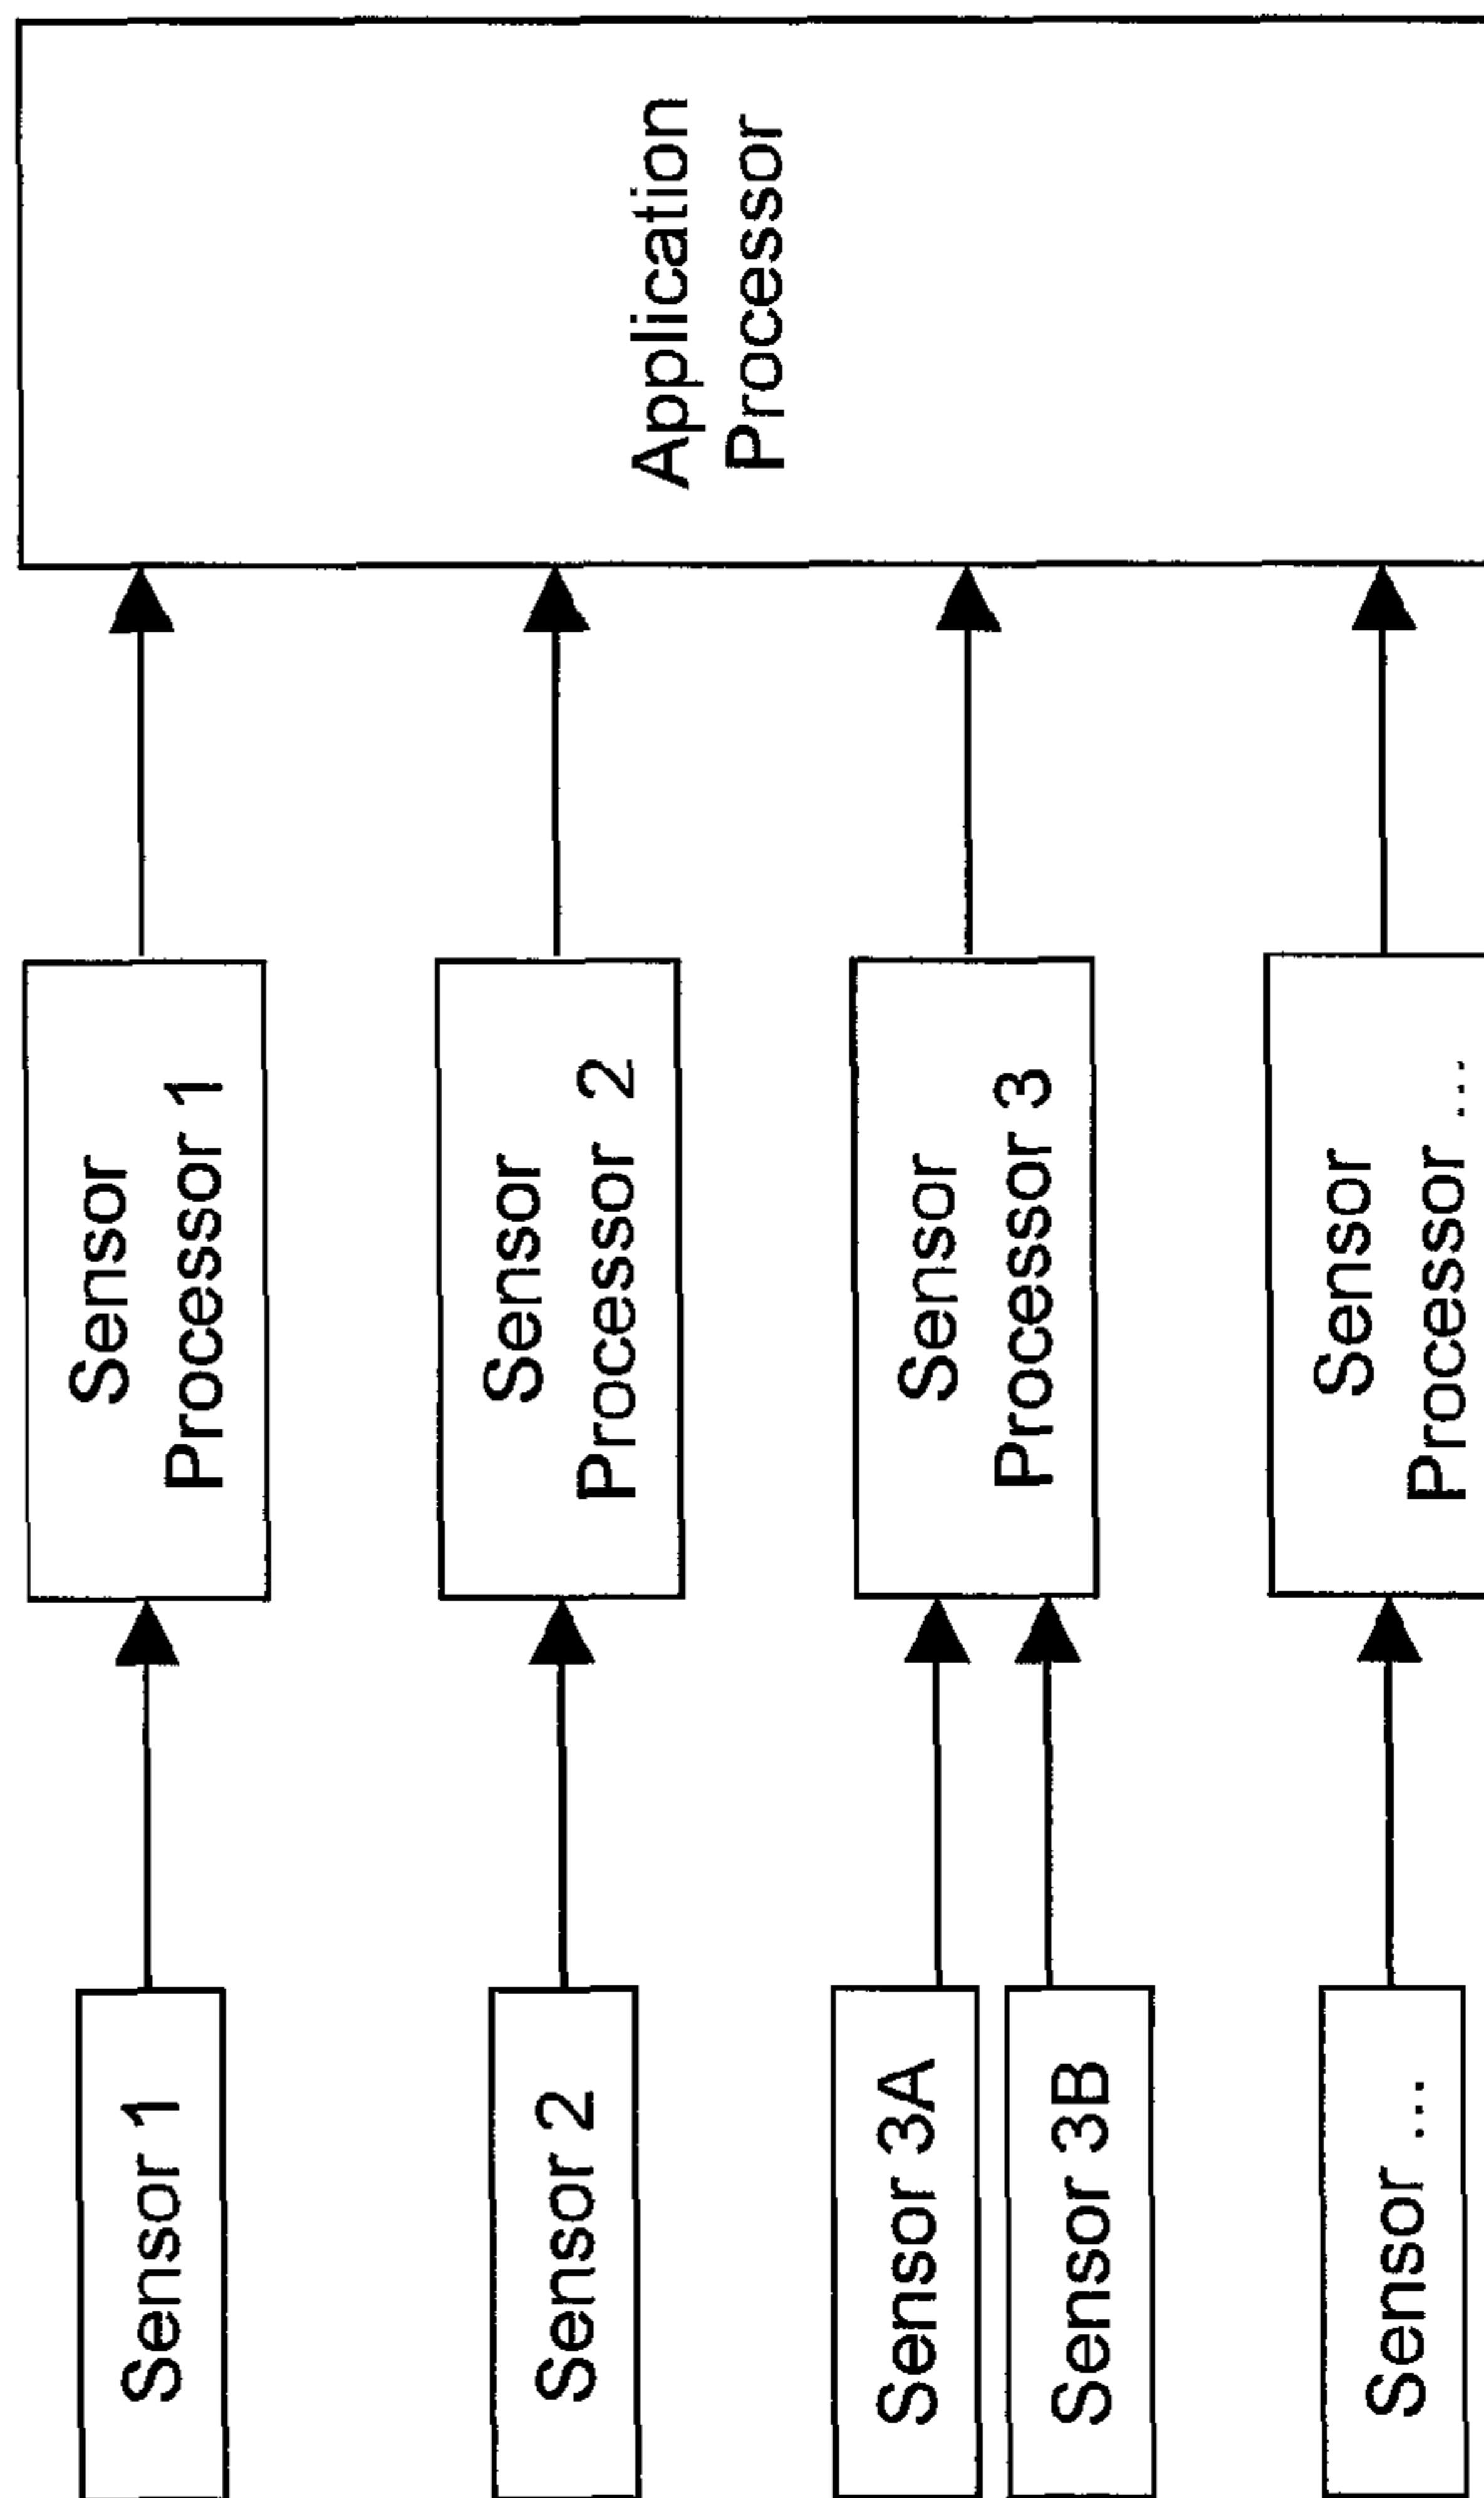 Application
Processor
Sensor
Processor 1
Sensor
Processor 2
Sensor
Processor 3
Sensor
Processor ...
Sensor 1
Sensor 2
Sensor 3A
Sensor 3B
Sensor ...